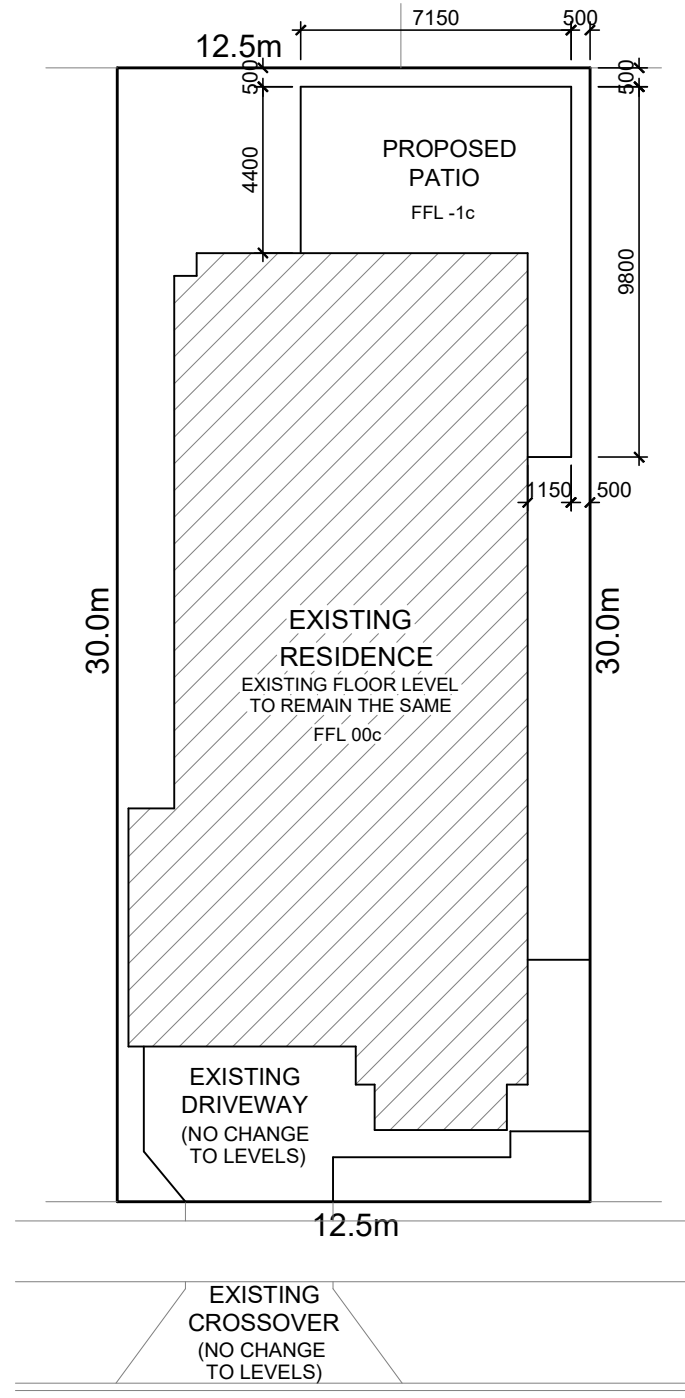 7150
500
12.5m
500
500
4400
PROPOSED
PATIO
FFL -1c
9800
1150
500
30.0m
30.0m
EXISTING
RESIDENCE
EXISTING FLOOR LEVEL
TO REMAIN THE SAME
FFL 00c
EXISTING
DRIVEWAY
(NO CHANGE
TO LEVELS)
12.5m
EXISTING
CROSSOVER
(NO CHANGE
TO LEVELS)